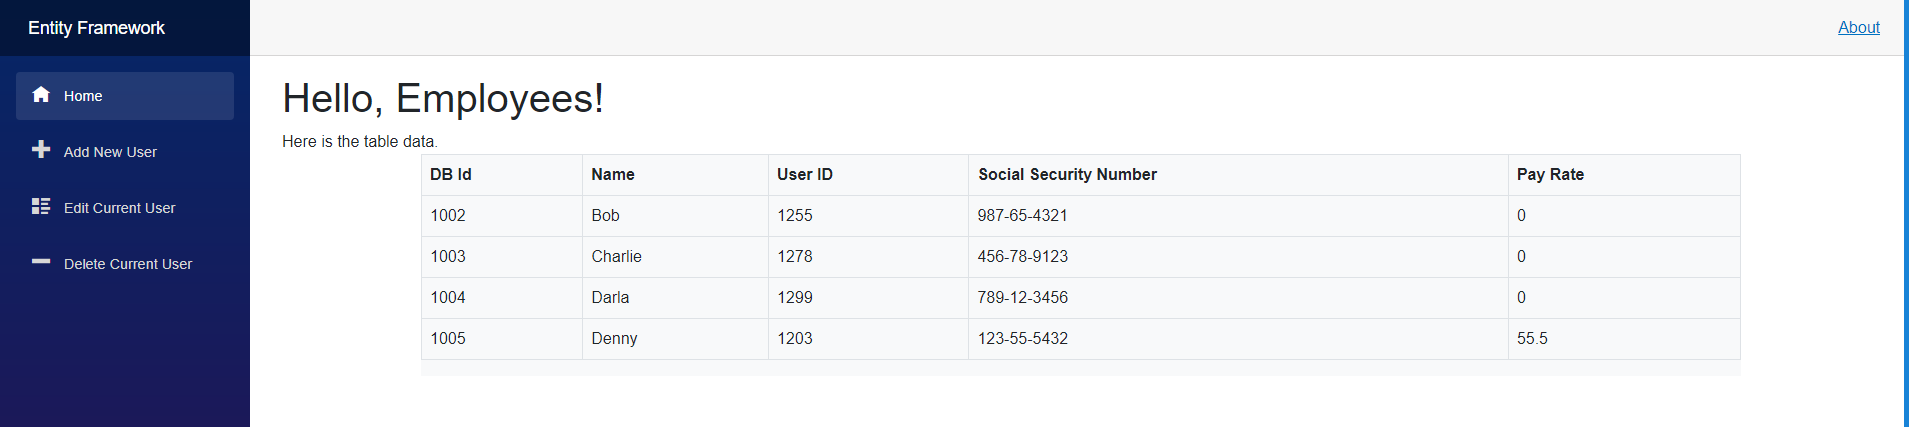 Entity Framework
About
Home
Add New User
Edit Current User
Delete Current User
Hello, Employees!
Here is the table data.
DB Id Name User ID Social Security Number Pay Rate
1002 Bob 1255 987-65-4321 0
1003 Charlie 1278 456-78-9123 0
1004 Darla 1299 789-12-3456 0
1005 Denny 1203 123-55-5432 55.5